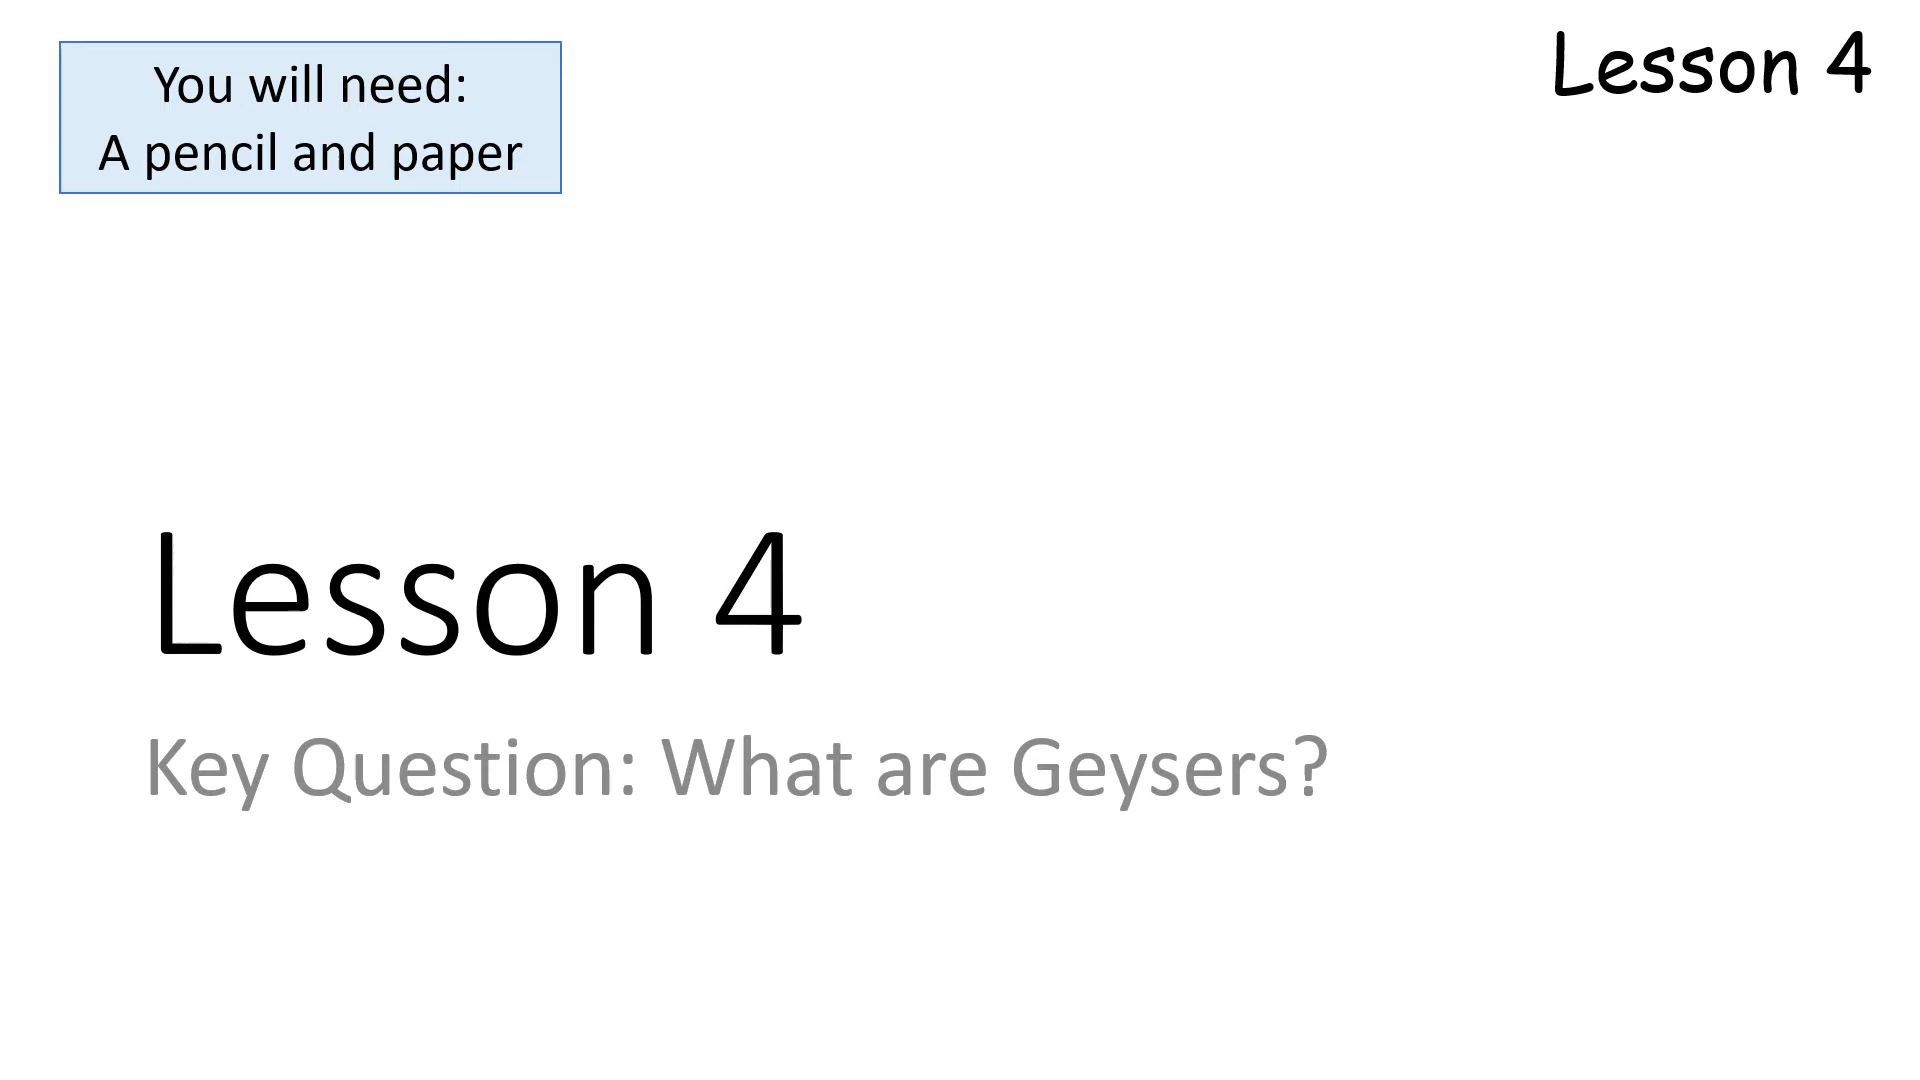 You will need:
A pencil and paper
Lesson 4
Lesson 4
Key Question: What are Geysers?